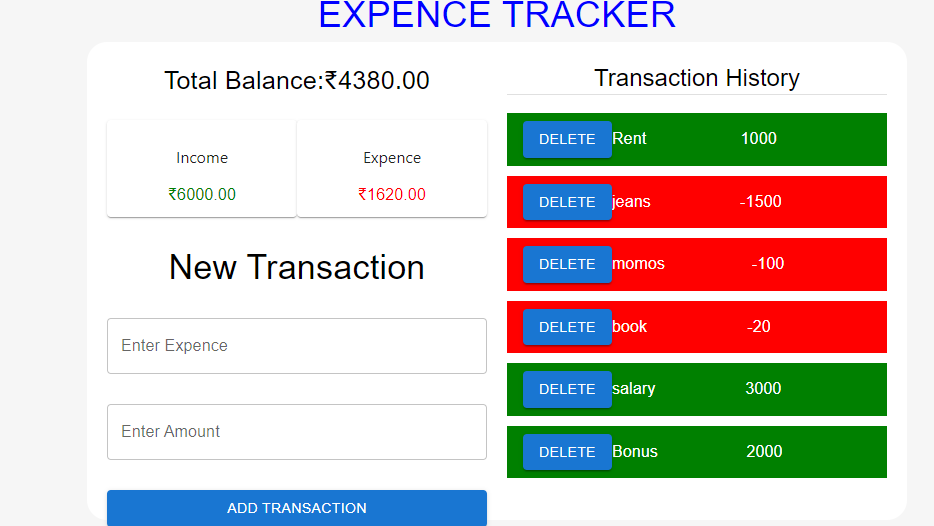 EXPENCE TRACKER
Total Balance:₹4380.00
Income
₹6000.00
Expence
₹1620.00
New Transaction
Enter Expence
Enter Amount
ADD TRANSACTION
Transaction History
DELETE Rent 1000
DELETE jeans -1500
DELETE momos -100
DELETE book -20
DELETE salary 3000
DELETE Bonus 2000